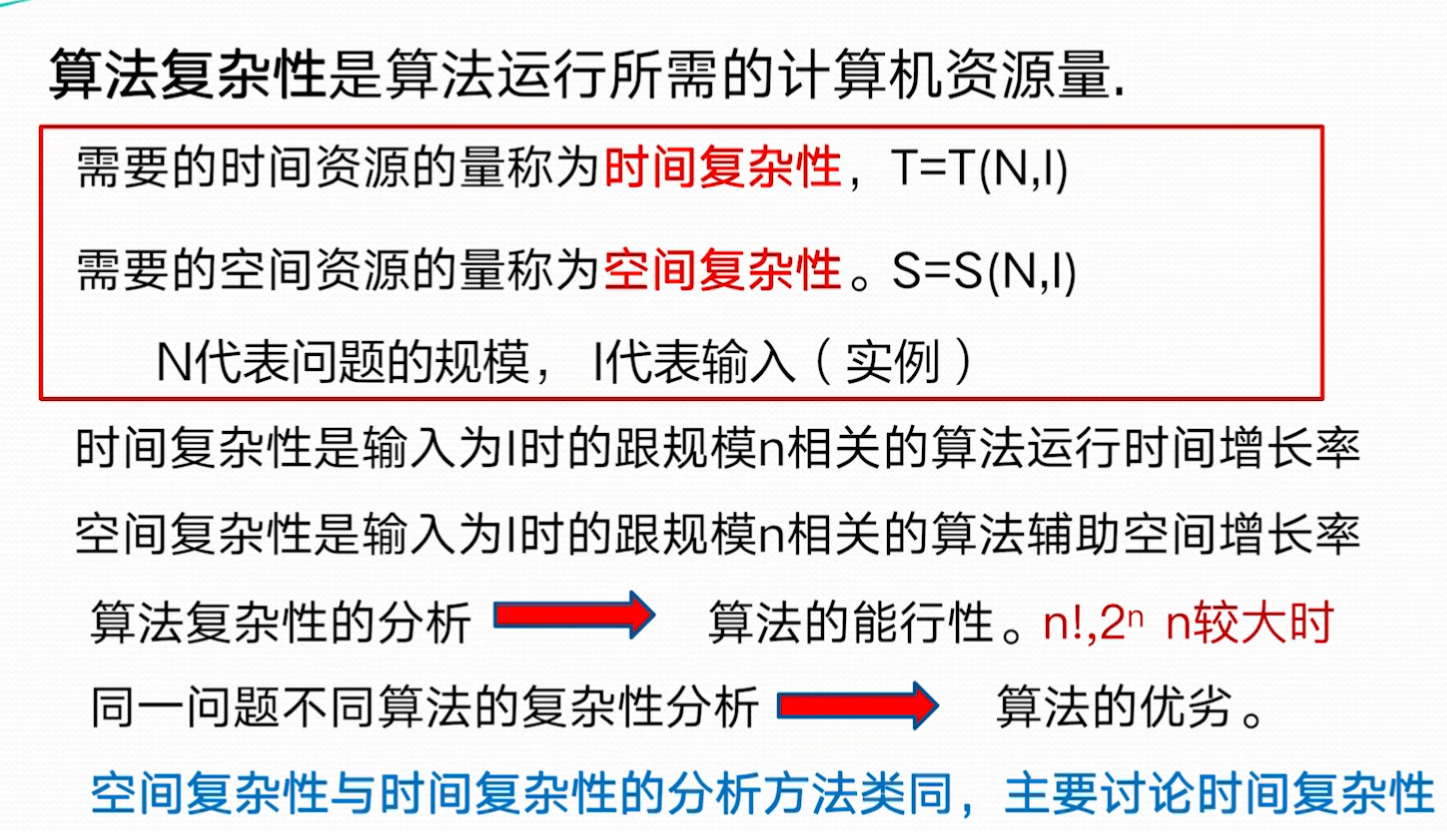 算法复杂性是算法运行所需的计算机资源量.
需要的时间资源的量称为时间复杂性，T=T(N,I)
需要的空间资源的量称为空间复杂性。S=S(N,I)
N代表问题的规模， I代表输入（实例）
时间复杂性是输入为I时的跟规模n相关的算法运行时间增长率
空间复杂性是输入为I时的跟规模n相关的算法辅助空间增长率
算法复杂性的分析 算法的能行性。n!,2ⁿ n较大时
同一问题不同算法的复杂性分析 算法的优劣。
空间复杂性与时间复杂性的分析方法类同，主要讨论时间复杂性